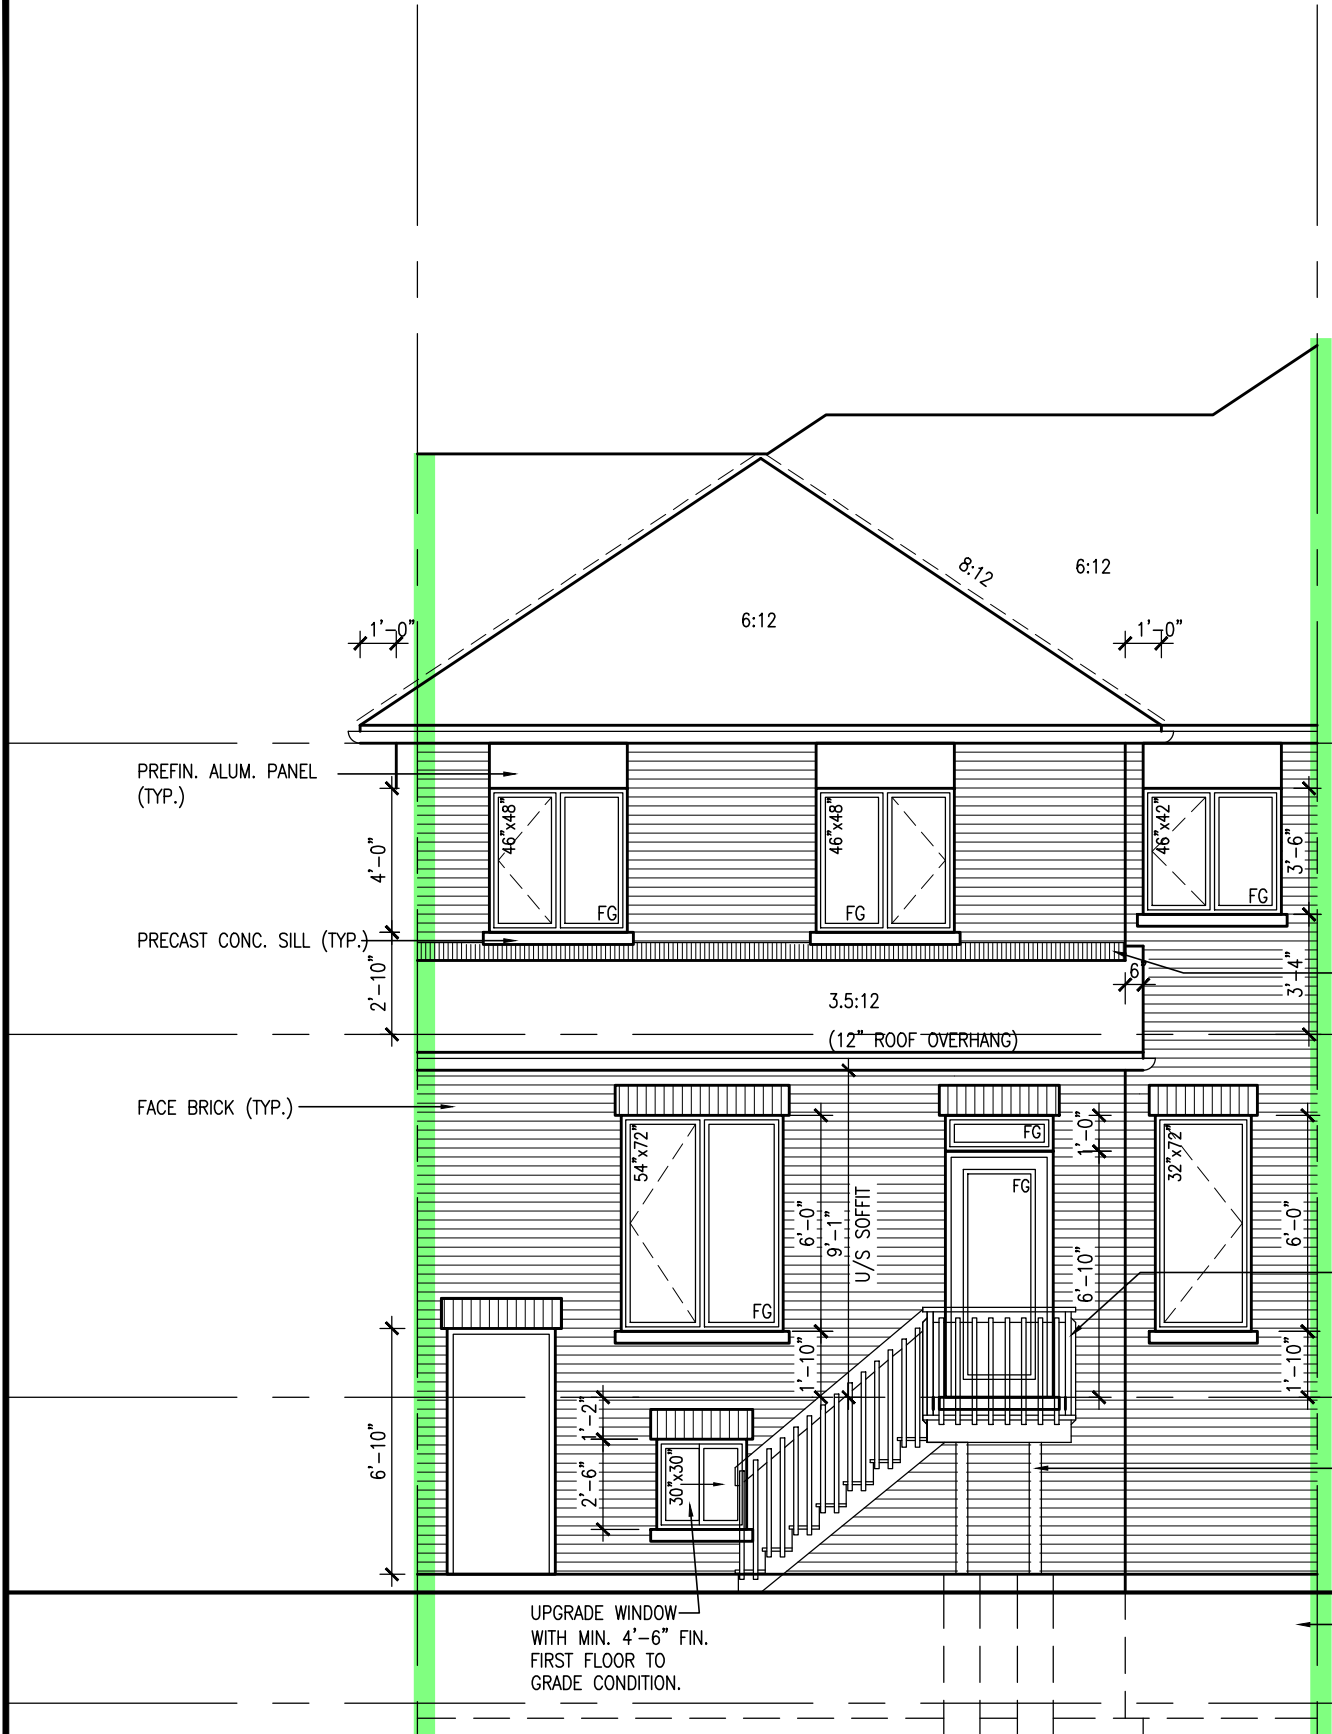 8:12
6:12
6:12
1'-0"
1'-0"
PREFIN. ALUM. PANEL
(TYP.)
46"x48"
FG
46"x48"
FG
46"x42"
FG
4'-0"
3'-6"
PRECAST CONC. SILL (TYP.)
2'-10"
6"
3'-4"
3.5:12
(12" ROOF OVERHANG)
FACE BRICK (TYP.)
54"x72"
FG
FG
FG
1'-0"
32"x72"
6'-0"
9'-1"
U/S SOFFIT
6'-10"
6'-0"
1'-10"
1'-10"
6'-10"
1'-2"
2'-6"
30"x30"
UPGRADE WINDOW
WITH MIN. 4'-6" FIN.
FIRST FLOOR TO
GRADE CONDITION.